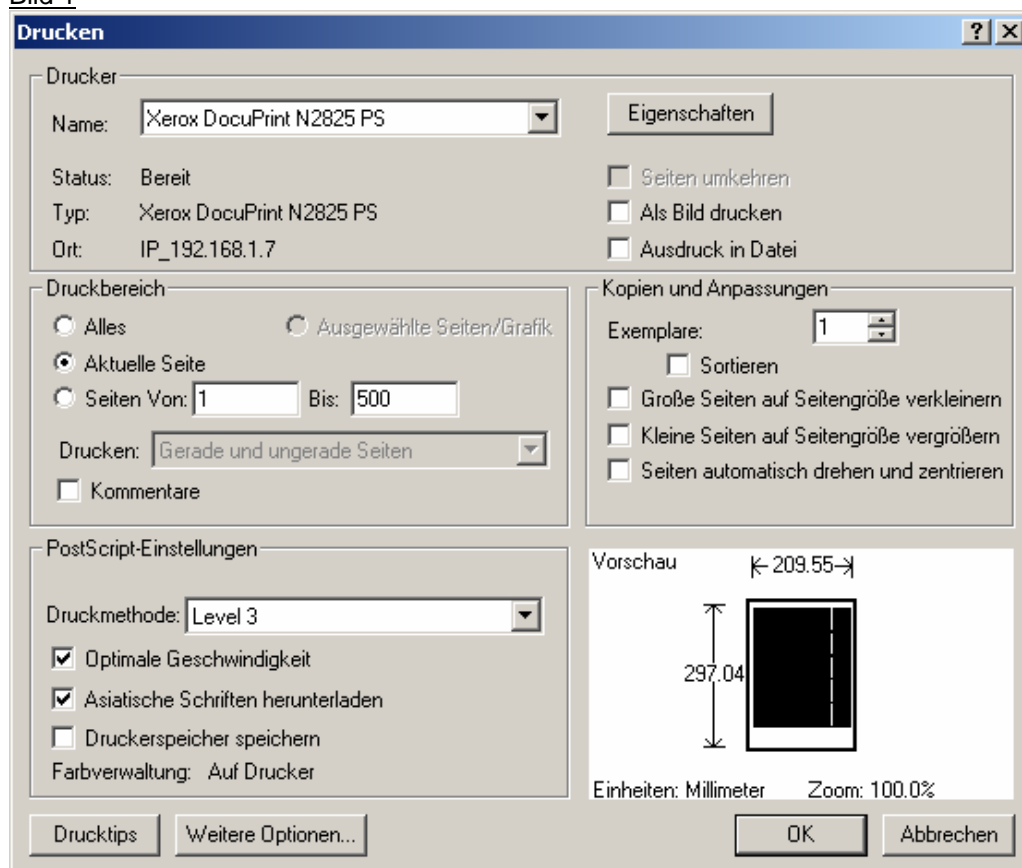 Bild 1
Drucken
Drucker
Name: Xerox DocuPrint N2825 PS
Eigenschaften
Status: Bereit
Seiten umkehren
Typ: Xerox DocuPrint N2825 PS
Als Bild drucken
Ort: IP_192.168.1.7
Ausdruck in Datei
Druckbereich
Alles
Ausgewählte Seiten/Grafik
Aktuelle Seite
Seiten Von: 1 Bis: 500
Drucken: Gerade und ungerade Seiten
Kommentare
Kopien und Anpassungen
Exemplare: 1
Sortieren
Große Seiten auf Seitengröße verkleinern
Kleine Seiten auf Seitengröße vergrößern
Seiten automatisch drehen und zentrieren
PostScript-Einstellungen
Druckmethode: Level 3
Optimale Geschwindigkeit
Asiatische Schriften herunterladen
Druckerspeicher speichern
Farbverwaltung: Auf Drucker
Vorschau
209.55
297.04
Einheiten: Millimeter Zoom: 100.0%
Drucktips
Weitere Optionen...
OK
Abbrechen